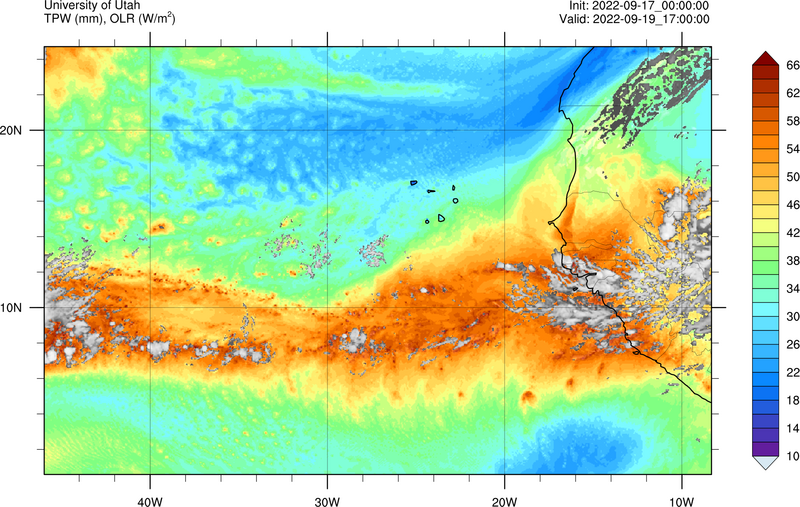 University of Utah
TPW (mm), OLR (W/m²)
Init: 2022-09-17_00:00:00
Valid: 2022-09-19_17:00:00
20N
10N
40W
30W
20W
10W
66
62
58
54
50
46
42
38
34
30
26
22
18
14
10